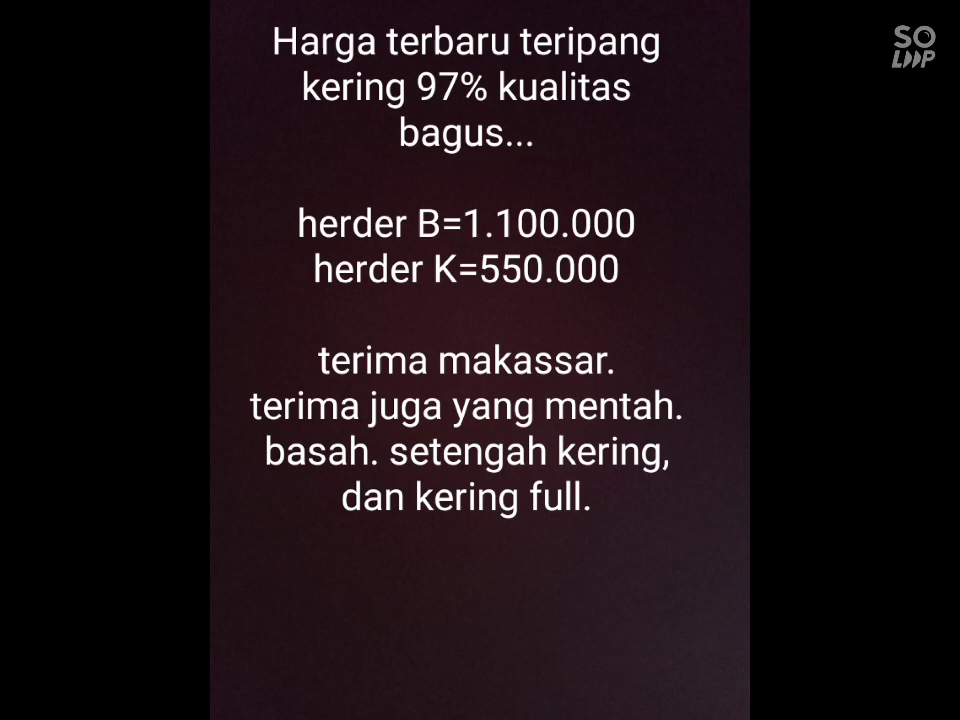 Harga terbaru teripang
kering 97% kualitas
bagus...
herder B=1.100.000
herder K=550.000
terima makassar.
terima juga yang mentah.
basah. setengah kering,
dan kering full.
SO
LOOP